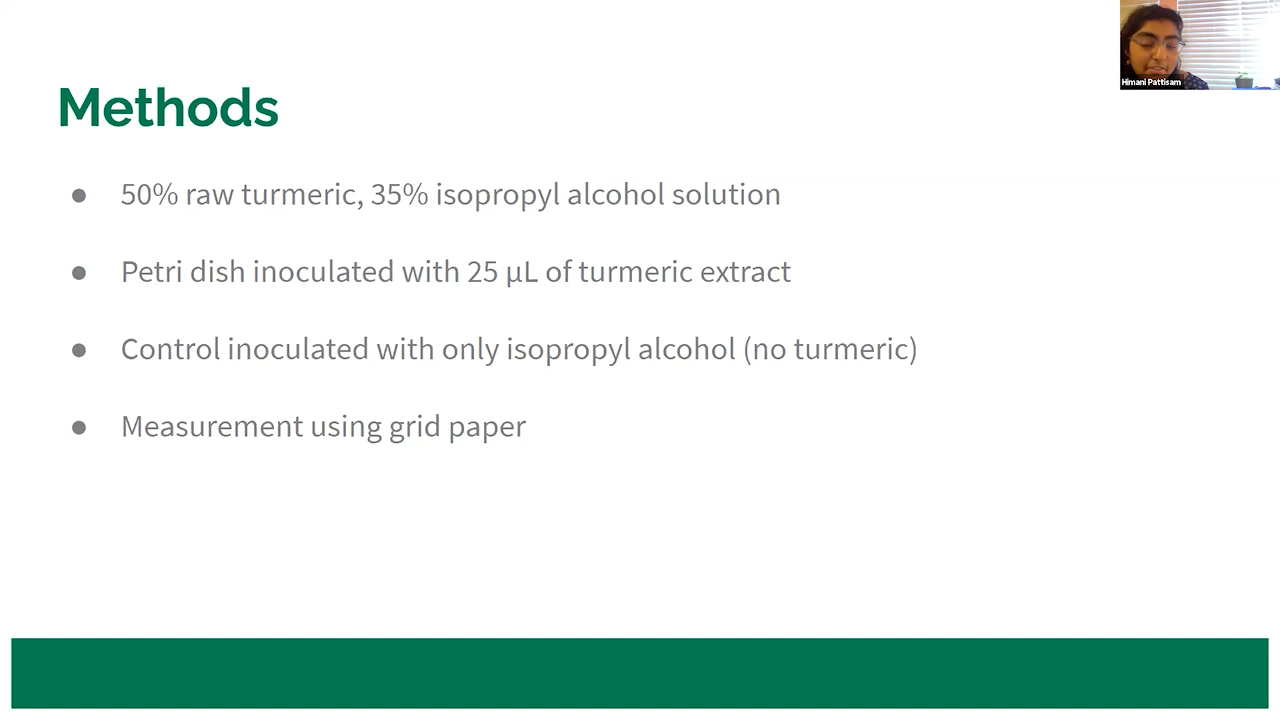 Himani Pattisam
Methods
● 50% raw turmeric, 35% isopropyl alcohol solution
● Petri dish inoculated with 25 µL of turmeric extract
● Control inoculated with only isopropyl alcohol (no turmeric)
● Measurement using grid paper